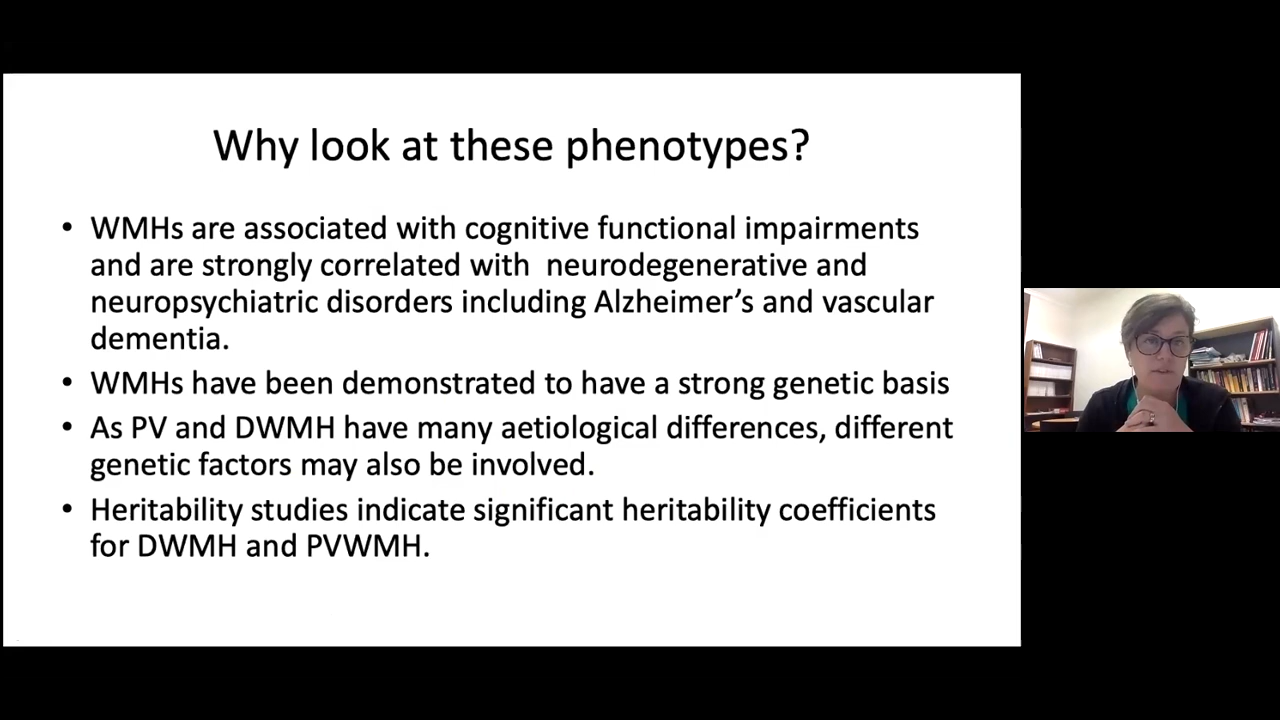 Why look at these phenotypes?
• WMHs are associated with cognitive functional impairments
and are strongly correlated with  neurodegenerative and
neuropsychiatric disorders including Alzheimer’s and vascular
dementia.
• WMHs have been demonstrated to have a strong genetic basis
• As PV and DWMH have many aetiological differences, different
genetic factors may also be involved.
• Heritability studies indicate significant heritability coefficients
for DWMH and PVWMH.